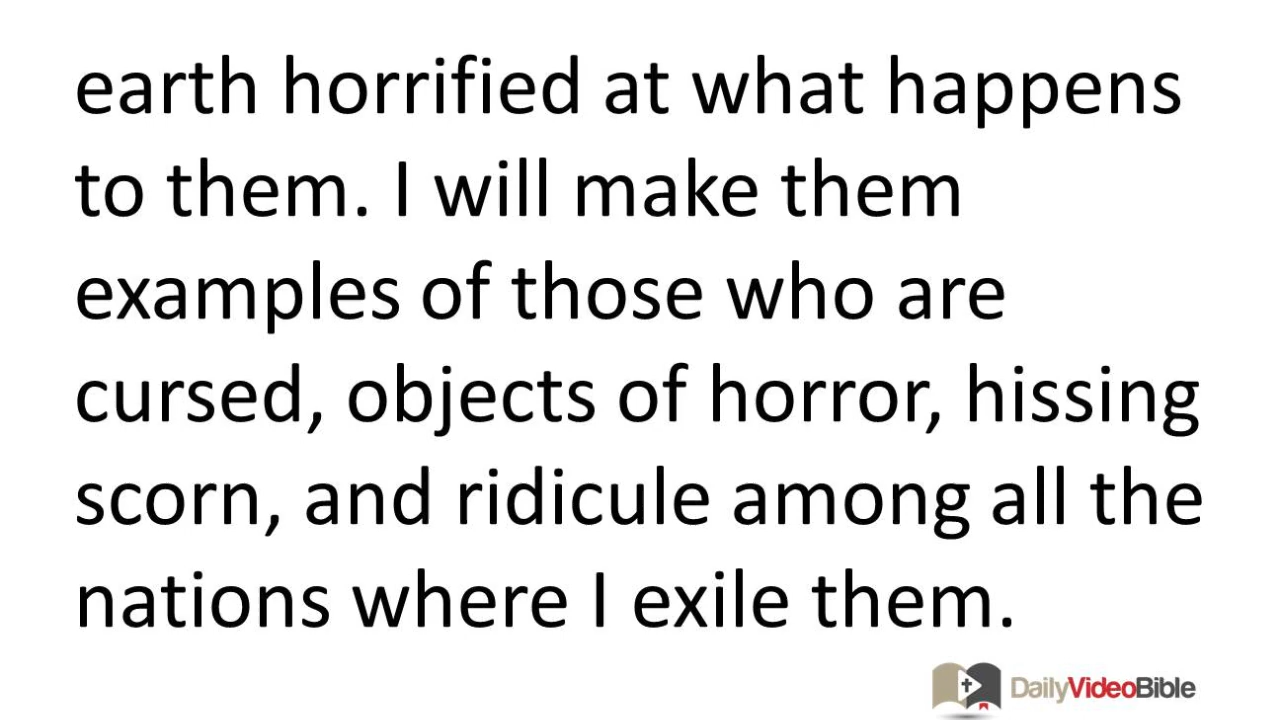 earth horrified at what happens
to them. I will make them
examples of those who are
cursed, objects of horror, hissing
scorn, and ridicule among all the
nations where I exile them.
DailyVideoBible